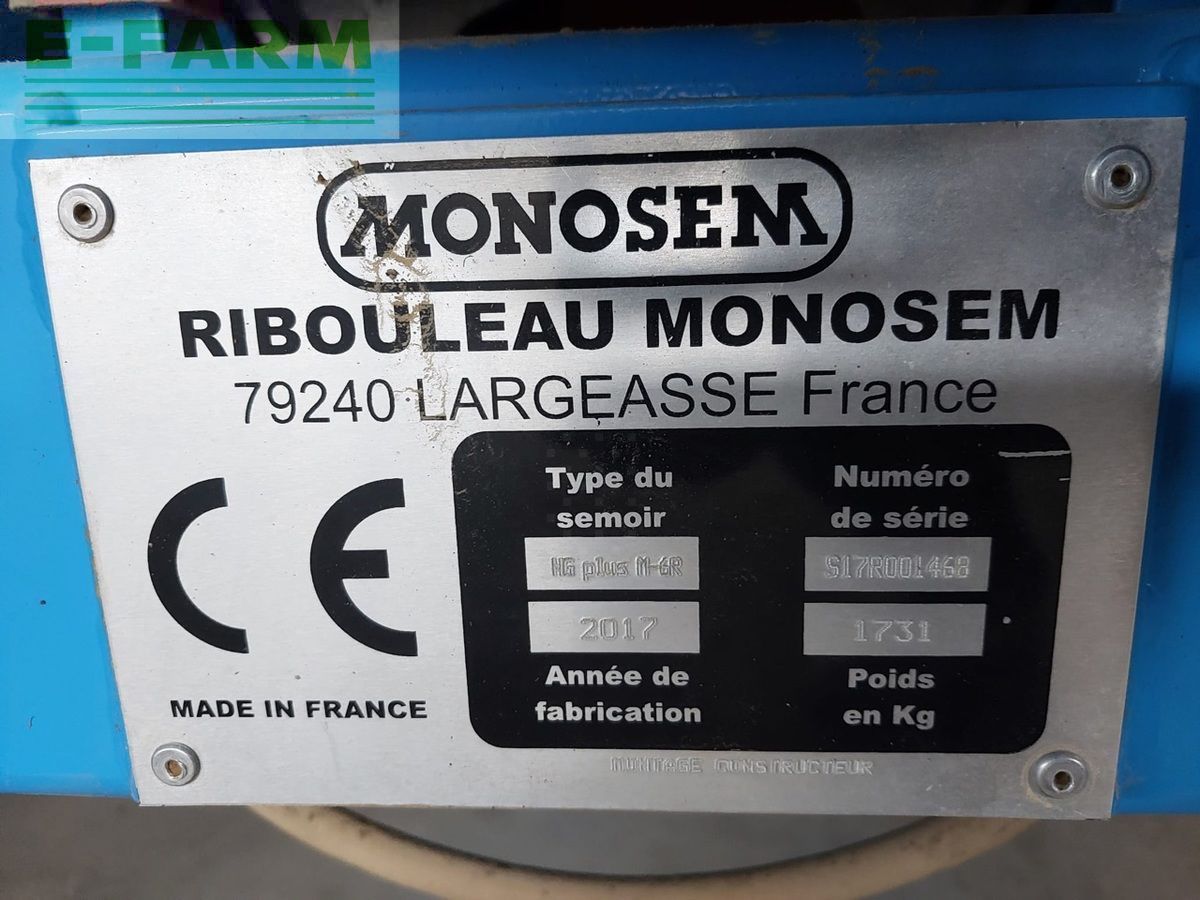 E-FARM
MONOSEM
RIBOULEAU MONOSEM
79240 LARGEASSE France
CE
Type du
semoir
NG plus M-6R
2017
Année de
fabrication
Numéro
de série
S17R001468
1731
Poids
en Kg
MADE IN FRANCE
MONTAGE CONSTRUCTEUR